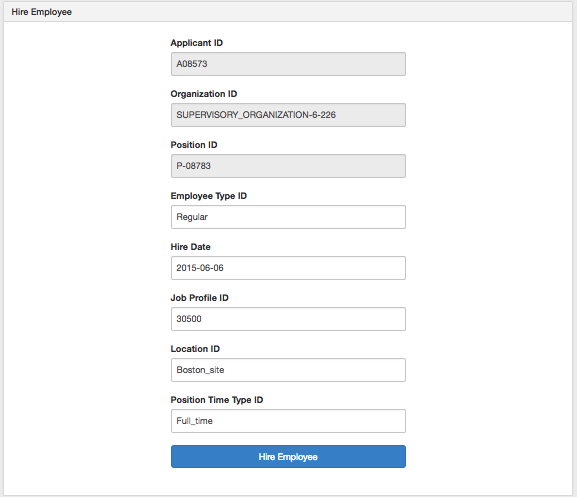 Hire Employee
Applicant ID
A08573
Organization ID
SUPERVISORY_ORGANIZATION-6-226
Position ID
P-08783
Employee Type ID
Regular
Hire Date
2015-06-06
Job Profile ID
30500
Location ID
Boston_site
Position Time Type ID
Full_time
Hire Employee